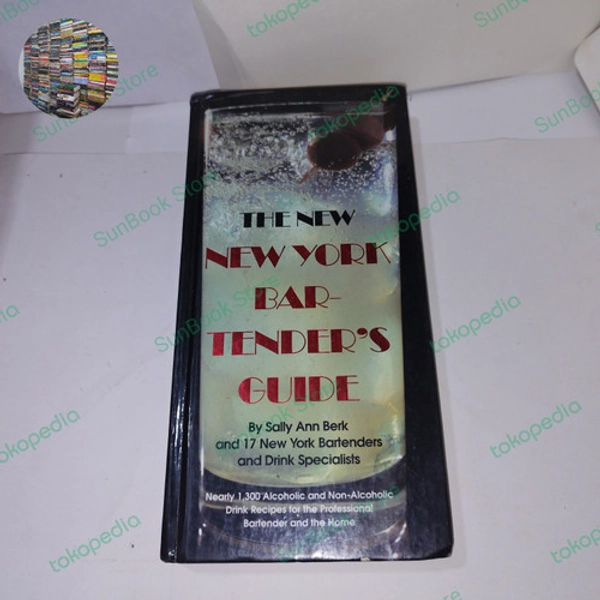 THE NEW
NEW YORK
BAR-
TENDER'S
GUIDE
By Sally Ann Berk
and 17 New York Bartenders
and Drink Specialists
Nearly 1,300 Alcoholic and Non-Alcoholic
Drink Recipes for the Professional
Bartender and the Home
tokopedia
SunBook Store